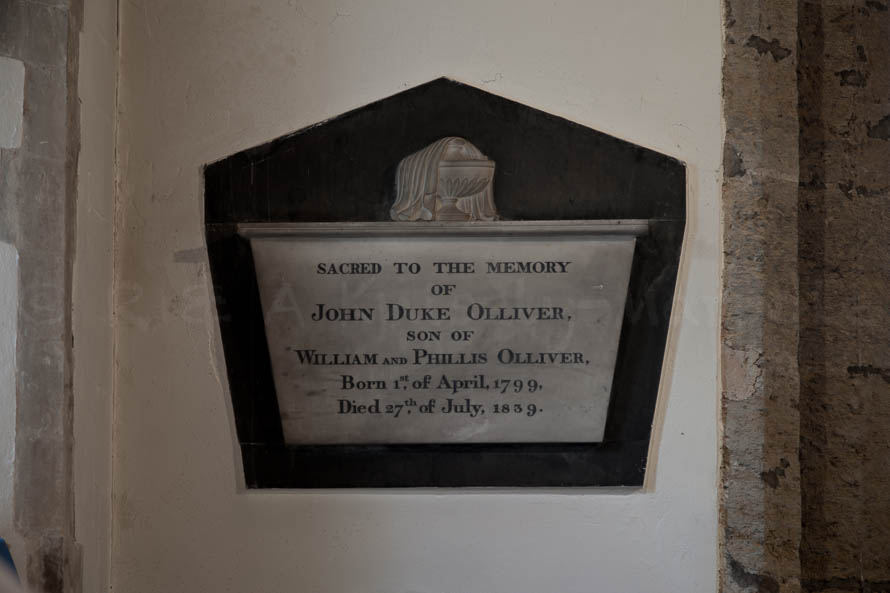 SACRED TO THE MEMORY
OF
JOHN DUKE OLLIVER,
SON OF
WILLIAM AND PHILLIS OLLIVER,
Born 1st of April, 1799,
Died 27th of July, 1839.